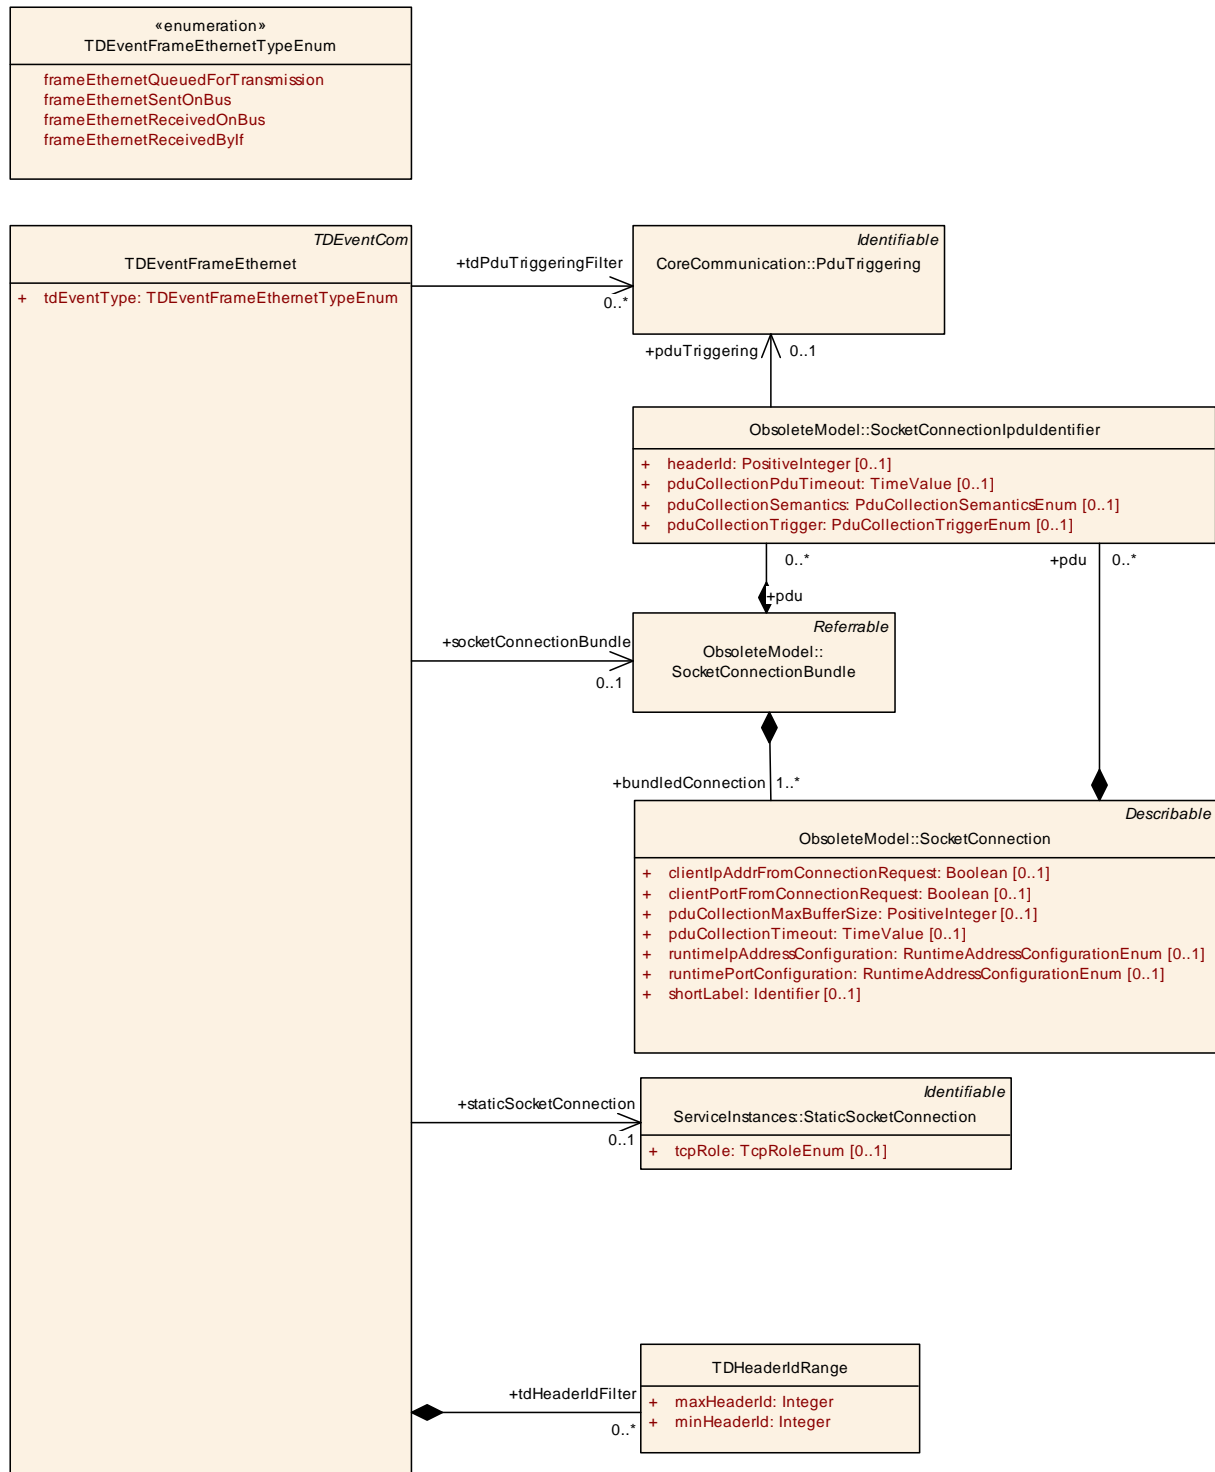 «enumeration»
TDEventFrameEthernetTypeEnum
frameEthernetQueuedForTransmission
frameEthernetSentOnBus
frameEthernetReceivedOnBus
frameEthernetReceivedByIf
TDEventCom
TDEventFrameEthernet
+ tdEventType: TDEventFrameEthernetTypeEnum
+tdPduTriggeringFilter
0..*
Identifiable
CoreCommunication::PduTriggering
+pduTriggering
0..1
ObsoleteModel::SocketConnectionIpduIdentifier
+ headerId: PositiveInteger [0..1]
+ pduCollectionPduTimeout: TimeValue [0..1]
+ pduCollectionSemantics: PduCollectionSemanticsEnum [0..1]
+ pduCollectionTrigger: PduCollectionTriggerEnum [0..1]
0..*
+pdu
+pdu
0..*
+socketConnectionBundle
0..1
Referrable
ObsoleteModel::
SocketConnectionBundle
+bundledConnection
1..*
Describable
ObsoleteModel::SocketConnection
+ clientIpAddrFromConnectionRequest: Boolean [0..1]
+ clientPortFromConnectionRequest: Boolean [0..1]
+ pduCollectionMaxBufferSize: PositiveInteger [0..1]
+ pduCollectionTimeout: TimeValue [0..1]
+ runtimeIpAddressConfiguration: RuntimeAddressConfigurationEnum [0..1]
+ runtimePortConfiguration: RuntimeAddressConfigurationEnum [0..1]
+ shortLabel: Identifier [0..1]
+staticSocketConnection
0..1
Identifiable
ServiceInstances::StaticSocketConnection
+ tcpRole: TcpRoleEnum [0..1]
+tdHeaderIdFilter
0..*
TDHeaderIdRange
+ maxHeaderId: Integer
+ minHeaderId: Integer